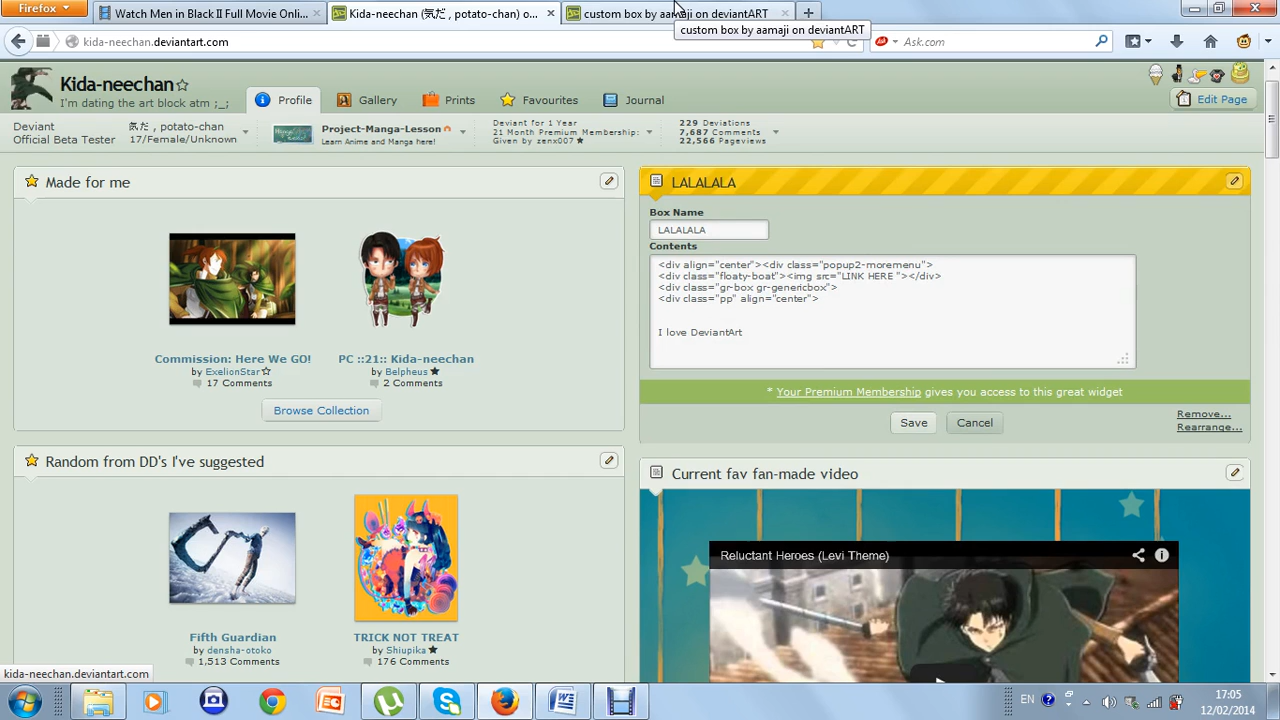 Firefox
Watch Men in Black II Full Movie Onli...
Kida-neechan (気だ , potato-chan) o...
custom box by aamaji on deviantART
custom box by aamaji on deviantART
kida-neechan.deviantart.com
Ask.com
Kida-neechan
I'm dating the art block atm ;_;
Profile
Gallery
Prints
Favourites
Journal
Edit Page
Deviant
Official Beta Tester
気だ , potato-chan
17/Female/Unknown
Project-Manga-Lesson
Learn Anime and Manga here!
Deviant for 1 Year
21 Month Premium Membership:
Given by zenx007
229 Deviations
7,687 Comments
22,566 Pageviews
Made for me
Commission: Here We GO!
by ExelionStar
17 Comments
PC ::21:: Kida-neechan
by Belpheus
2 Comments
Browse Collection
Random from DD's I've suggested
Fifth Guardian
by densha-otoko
1,513 Comments
TRICK NOT TREAT
by Shiupika
176 Comments
LALALALA
Box Name
LALALALA
Contents
<div align="center"><div class="popup2-moremenu">
<div class="floaty-boat"><img src="LINK HERE "></div>
<div class="gr-box gr-genericbox">
<div class="pp" align="center">
I love DeviantArt
* Your Premium Membership gives you access to this great widget
Save
Cancel
Remove...
Rearrange...
Current fav fan-made video
Reluctant Heroes (Levi Theme)
kida-neechan.deviantart.com
EN
17:05
12/02/2014